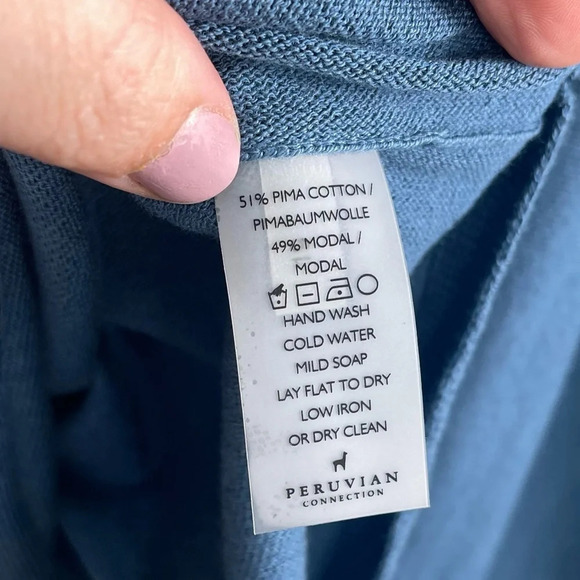 51% PIMA COTTON /
PIMABAUMWOLLE
49% MODAL /
MODAL
HAND WASH
COLD WATER
MILD SOAP
LAY FLAT TO DRY
LOW IRON
OR DRY CLEAN
PERUVIAN
CONNECTION